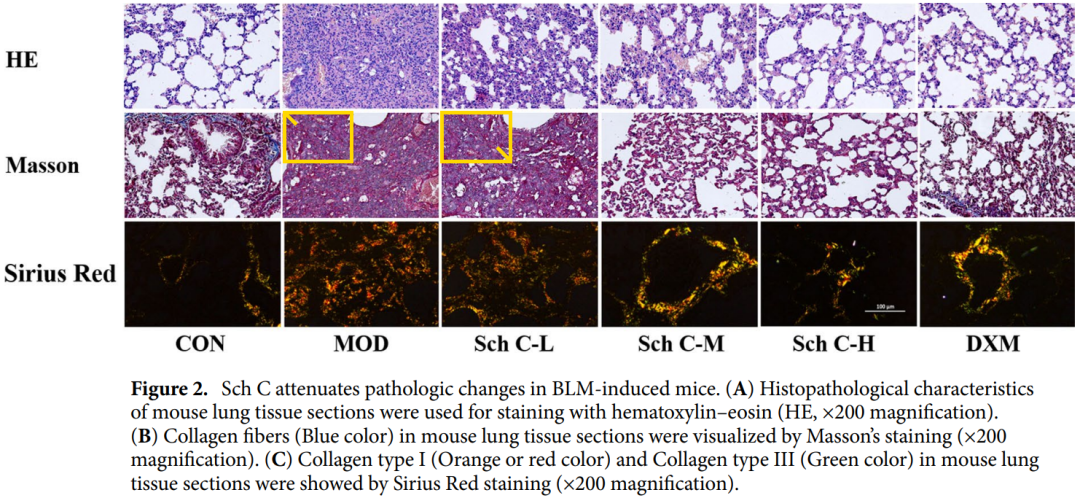 HE
Masson
Sirius Red
100 μm
CON MOD Sch C-L Sch C-M Sch C-H DXM
Figure 2. Sch C attenuates pathologic changes in BLM-induced mice. (A) Histopathological characteristics
of mouse lung tissue sections were used for staining with hematoxylin–eosin (HE, ×200 magnification).
(B) Collagen fibers (Blue color) in mouse lung tissue sections were visualized by Masson's staining (×200
magnification). (C) Collagen type I (Orange or red color) and Collagen type III (Green color) in mouse lung
tissue sections were showed by Sirius Red staining (×200 magnification).